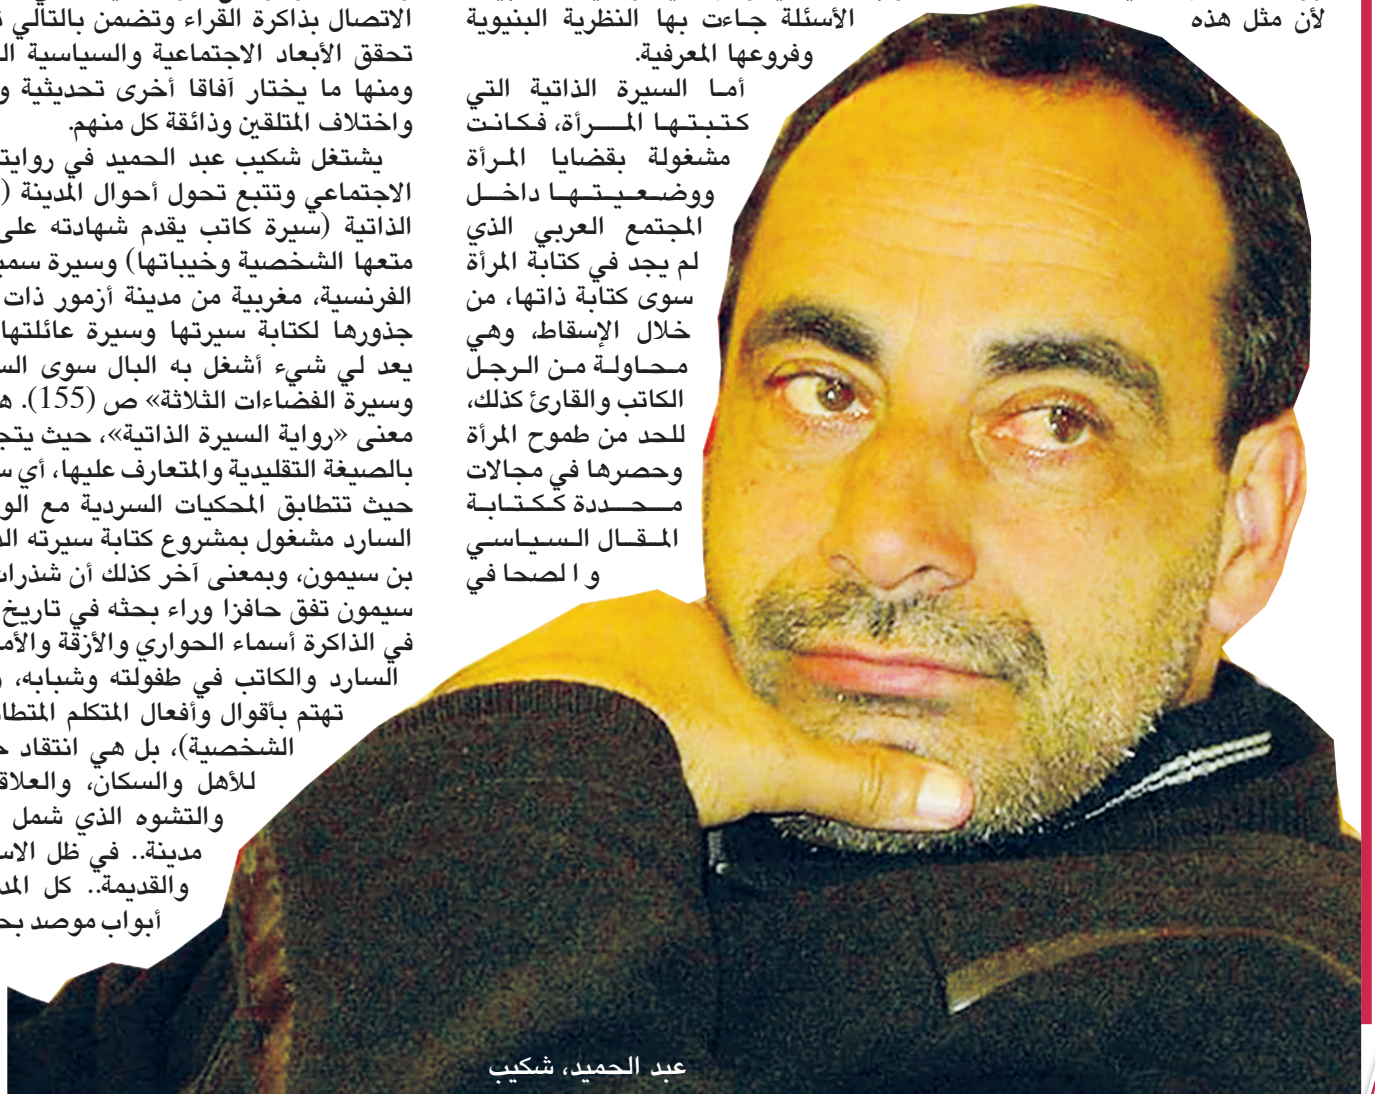 لأن مثل هذه
الأسئلة جاءت بها النظرية البنيوية
وفروعها المعرفية.
أما السيرة الذاتية التي
كتبتها المرأة، فكانت
مشغولة بقضايا المرأة
ووضعيتها داخل
المجتمع العربي الذي
لم يجد في كتابة المرأة
سوى كتابة ذاتها، من
خلال الإسقاط، وهي
محاولة من الرجل
الكاتب والقارئ كذلك،
للحد من طموح المرأة
وحصرها في مجالات
محددة ككتابة
المقال السياسي
والصحافي
الاتصال بذاكرة القراء وتضمن بالتالي
تحقق الأبعاد الاجتماعية والسياسية
ومنها ما يختار آفاقا أخرى تحديثية
واختلاف المتلقين وذائقة كل منهم.
يشتغل شكيب عبد الحميد في
الاجتماعي وتتبع تحول أحوال المدينة (
الذاتية (سيرة كاتب يقدم شهادته على
متعها الشخصية وخيباتها) وسيرة
الفرنسية، مغربية من مدينة أزمور ذات
جذورها لكتابة سيرتها وسيرة عائلتها
يعد لي شيء أشغل به البال سوى
وسيرة الفضاءات الثلاثة» ص (155).
معنى «رواية السيرة الذاتية»، حيث
بالصيغة التقليدية والمتعارف عليها، أي
حيث تتطابق المحكيات السردية مع
السارد مشغول بمشروع كتابة سيرته
بن سيمون، وبمعنى آخر كذلك أن شذرات
سيمون تفق حافزا وراء بحثه في تاريخ
في الذاكرة أسماء الحواري والأزقة
السارد والكاتب في طفولته وشبابه،
تهتم بأقوال وأفعال المتكلم
الشخصية)، بل هي انتقاد
للأهل والسكان،
والتشوه الذي شمل
مدينة.. في ظل
والقديمة.. كل
أبواب موصد
عبد الحميد، شكيب